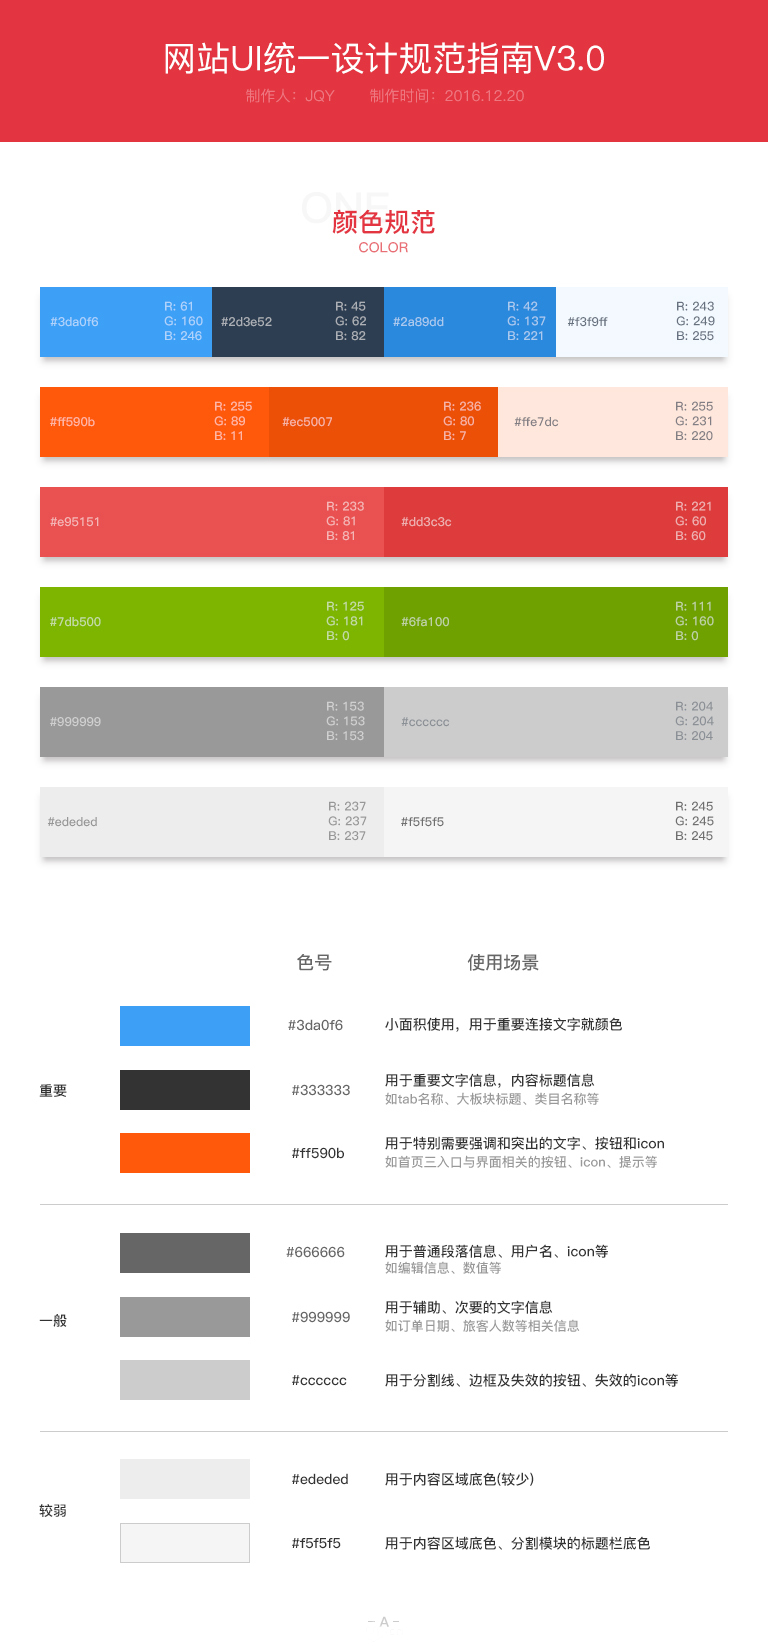 网站UI统一设计规范指南V3.0
制作人：JQY 制作时间：2016.12.20
ONE
颜色规范
COLOR
#3da0f6
R: 61
G: 160
B: 246
#2d3e52
R: 45
G: 62
B: 82
#2a89dd
R: 42
G: 137
B: 221
#f3f9ff
R: 243
G: 249
B: 255
#ff590b
R: 255
G: 89
B: 11
#ec5007
R: 236
G: 80
B: 7
#ffe7dc
R: 255
G: 231
B: 220
#e95151
R: 233
G: 81
B: 81
#dd3c3c
R: 221
G: 60
B: 60
#7db500
R: 125
G: 181
B: 0
#6fa100
R: 111
G: 160
B: 0
#999999
R: 153
G: 153
B: 153
#cccccc
R: 204
G: 204
B: 204
#ededed
R: 237
G: 237
B: 237
#f5f5f5
R: 245
G: 245
B: 245
色号 使用场景
重要
#3da0f6 小面积使用，用于重要连接文字就颜色
#333333 用于重要文字信息，内容标题信息
如tab名称、大板块标题、类目名称等
#ff590b 用于特别需要强调和突出的文字、按钮和icon
如首页三入口与界面相关的按钮、icon、提示等
一般
#666666 用于普通段落信息、用户名、icon等
如编辑信息、数值等
#999999 用于辅助、次要的文字信息
如订单日期、旅客人数等相关信息
#cccccc 用于分割线、边框及失效的按钮、失效的icon等
较弱
#ededed 用于内容区域底色(较少)
#f5f5f5 用于内容区域底色、分割模块的标题栏底色
– A –